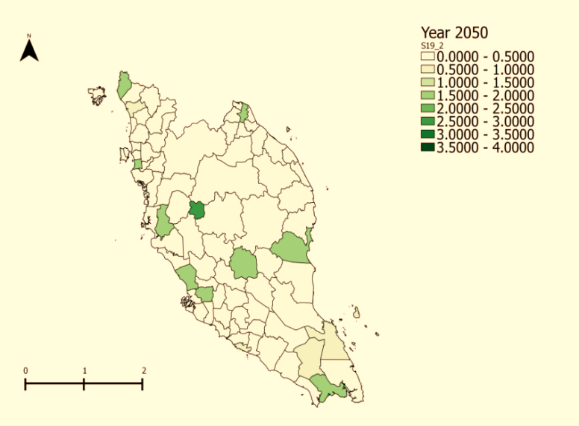 N
Year 2050
S19_2
0.0000 - 0.5000
0.5000 - 1.0000
1.0000 - 1.5000
1.5000 - 2.0000
2.0000 - 2.5000
2.5000 - 3.0000
3.0000 - 3.5000
3.5000 - 4.0000
0 1 2